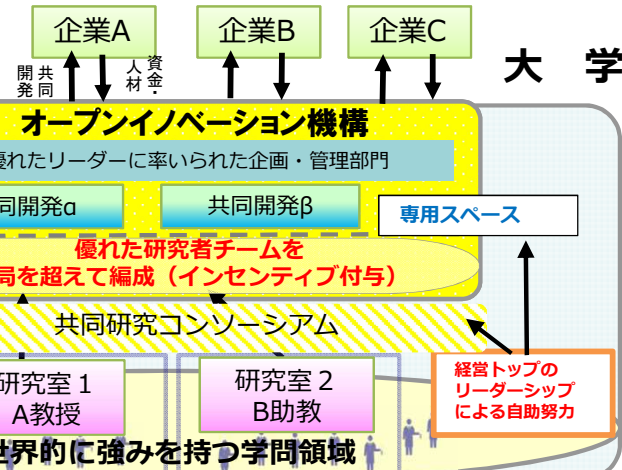 企業A
企業B
企業C
共同
開発
資金・
人材
大 学
オープンイノベーション機構
優れたリーダーに率いられた企画・管理部門
同開発α
共同開発β
専用スペース
優れた研究者チームを
局を超えて編成（インセンティブ付与）
共同研究コンソーシアム
研究室１
A教授
研究室２
B助教
経営トップの
リーダーシップ
による自助努力
世界的に強みを持つ学問領域